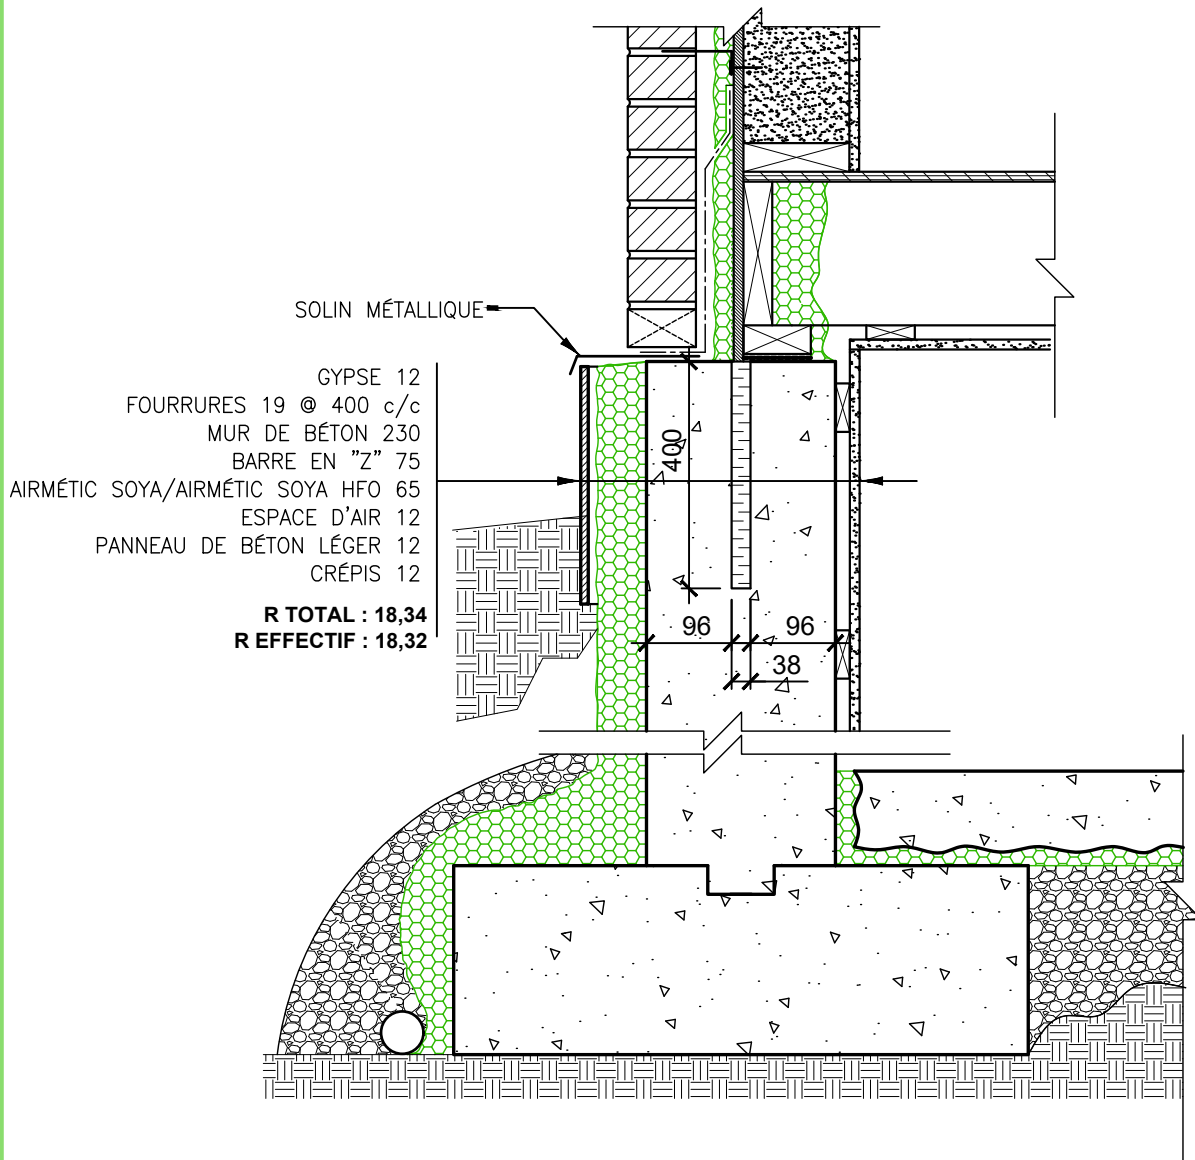 SOLIN MÉTALLIQUE
GYPSE 12
FOURRURES 19 @ 400 c/c
MUR DE BÉTON 230
BARRE EN "Z" 75
AIRMÉTIC SOYA/AIRMÉTIC SOYA HFO 65
ESPACE D'AIR 12
PANNEAU DE BÉTON LÉGER 12
CRÉPIS 12
R TOTAL : 18,34
R EFFECTIF : 18,32
400
96
96
38